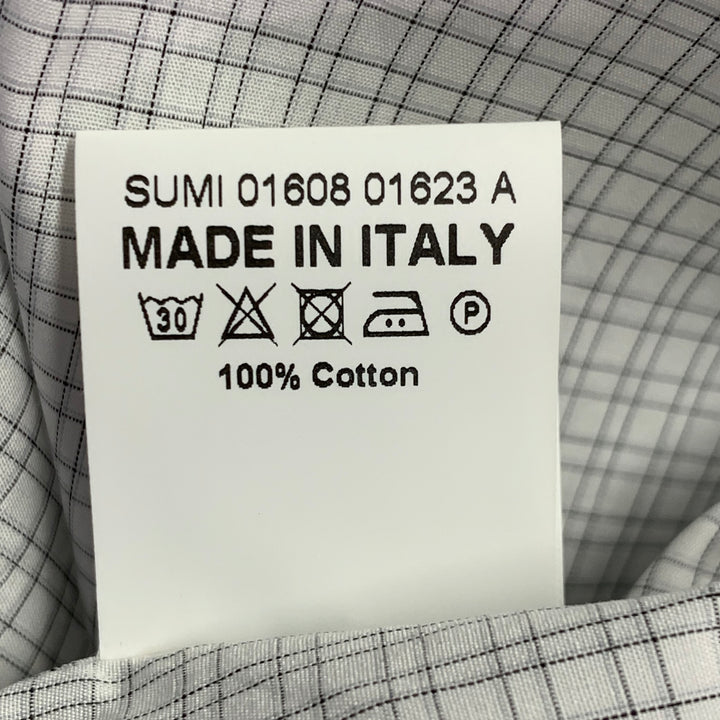 SUMI 01608 01623 A
MADE IN ITALY
30 P
100% Cotton